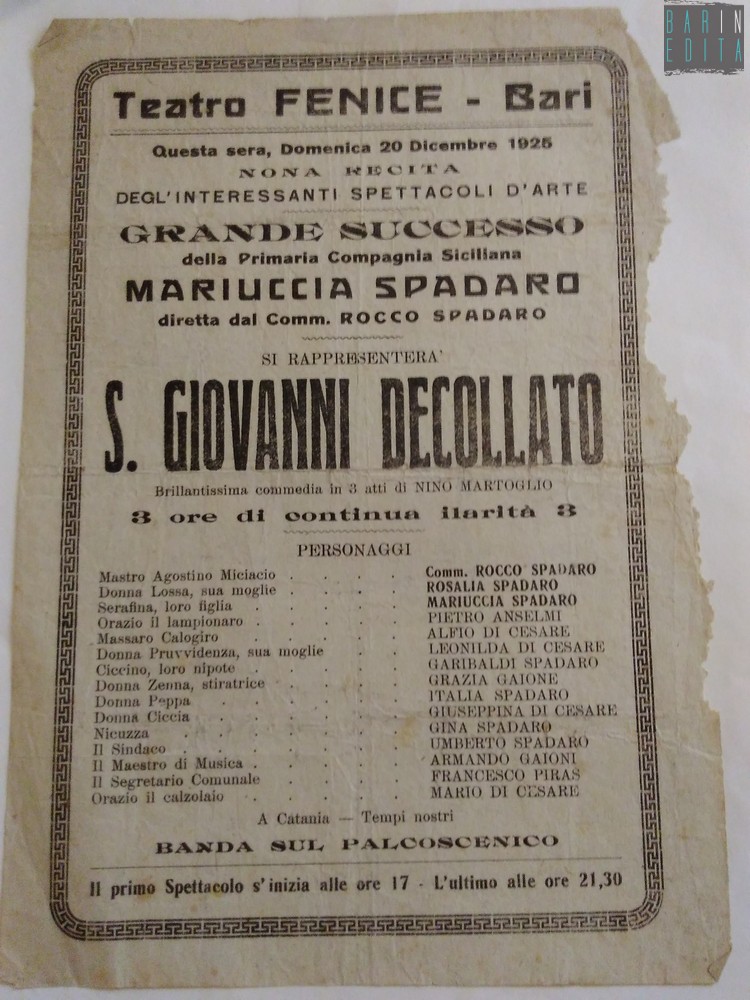 BARIN
EDITA
Teatro FENICE - Bari
Questa sera, Domenica 20 Dicembre 1925
NONA RECITA
DEGL'INTERESSANTI SPETTACOLI D'ARTE
GRANDE SUCCESSO
della Primaria Compagnia Siciliana
MARIUCCIA SPADARO
diretta dal Comm. ROCCO SPADARO
SI RAPPRESENTERA'
S. GIOVANNI DECOLLATO
Brillantissima commedia in 3 atti di NINO MARTOGLIO
3 ore di continua ilarità 3
PERSONAGGI
Mastro Agostino Miciacio . . . . Comm. ROCCO SPADARO
Donna Lossa, sua moglie . . . . ROSALIA SPADARO
Serafina, loro figlia . . . . . MARIUCCIA SPADARO
Orazio il lampionaro . . . . . PIETRO ANSELMI
Massaro Calogiro . . . . . ALFIO DI CESARE
Donna Pruvvidenza, sua moglie . . . LEONILDA DI CESARE
Ciccino, loro nipote . . . . . GARIBALDI SPADARO
Donna Zenna, stiratrice . . . . GRAZIA GAIONE
Donna Peppa . . . . . . ITALIA SPADARO
Donna Ciccia . . . . . . GIUSEPPINA DI CESARE
Nicuzza . . . . . . . GINA SPADARO
Il Sindaco . . . . . . . UMBERTO SPADARO
Il Maestro di Musica . . . . . ARMANDO GAIONI
Il Segretario Comunale . . . . FRANCESCO PIRAS
Orazio il calzolaio . . . . . MARIO DI CESARE
A Catania — Tempi nostri
BANDA SUL PALCOSCENICO
Il primo Spettacolo s'inizia alle ore 17 - L'ultimo alle ore 21,30